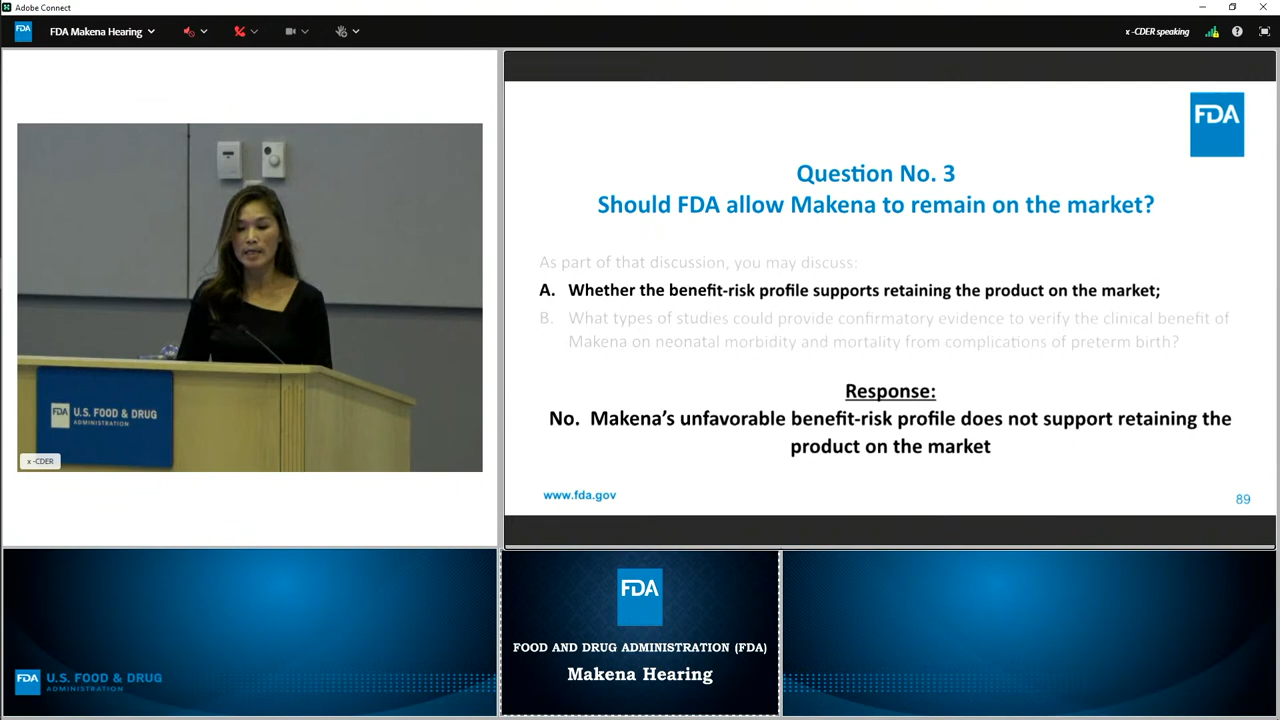 Adobe Connect
FDA
FDA Makena Hearing
x -CDER speaking
FDA
Question No. 3
Should FDA allow Makena to remain on the market?
As part of that discussion, you may discuss:
A. Whether the benefit-risk profile supports retaining the product on the market;
B. What types of studies could provide confirmatory evidence to verify the clinical benefit of
Makena on neonatal morbidity and mortality from complications of preterm birth?
Response:
No. Makena's unfavorable benefit-risk profile does not support retaining the
product on the market
www.fda.gov
89
FDA U.S. FOOD & DRUG
ADMINISTRATION
x -CDER
FDA U.S. FOOD & DRUG
ADMINISTRATION
FDA
FOOD AND DRUG ADMINISTRATION (FDA)
Makena Hearing